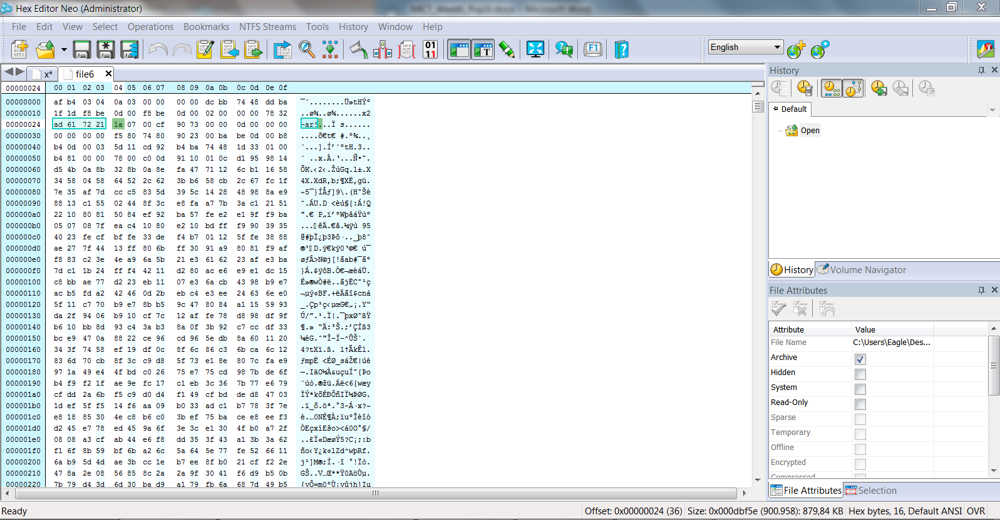 Hex Editor Neo (Administrator)
File Edit View Select Operations Bookmarks NTFS Streams Tools History Window Help
English
x* file6
00000024 00 01 02 03 04 05 06 07 08 09 0a 0b 0c 0d 0e 0f
00000000 af b4 03 04 0a 03 00 00 00 00 dc bb 74 48 dd ba ¯´........Ü»tHÝº
00000010 1f 1d f8 be 0d 00 f8 be 0d 00 02 00 00 00 78 32 ..ø¾..ø¾......x2
00000024 ad 61 72 21 1a 07 00 cf 90 73 00 00 0d 00 00 00 -ar!...Ï s......
00000030 00 00 00 00 f5 80 74 80 90 23 00 ba be 0d 00 b8 ....õ€t€ #.º¾..¸
00000040 b4 0d 00 03 5d 11 cd 92 b4 ba 74 48 1d 33 01 00 ´...].Í’´ºtH.3..
00000050 b4 81 00 00 78 00 c0 0d 91 10 01 0c d1 95 98 14
00000060 d5 4b 0a 8b 32 8b 0a 8e fa 47 71 12 6c b1 16 58 ÕK.‹2‹.ŽúGq.l±.X
00000070 34 58 04 58 64 52 2c 62 3b b6 58 cb 2c 67 fc 1f 4X.XdR,b;¶XË,gü.
00000080 7e 35 af 7d cc c5 83 5d 39 5c 14 28 48 98 8a e9 ~5¯}ÌÅƒ]9\.(H˜Šé
00000090 88 13 c1 55 02 44 8f 3c e8 fa a7 7b 3a c1 21 51 ˆ.ÁU.D <èú§{:Á!Q
000000a0 22 10 80 81 50 84 ef 92 ba 57 fe e2 e1 9f f9 ba
000000b0 05 07 08 7f ea c4 10 80 e2 10 bd ff f9 90 39 35
000000c0 40 23 fe cf bf fe 33 de f4 b7 01 12 5f fe 38 88 @#þÏ¿þ3Þô·.._þ8ˆ
000000d0 ae 27 7f 44 13 ff 80 6b ff 30 91 a9 80 81 f9 af
000000e0 f8 83 c2 3e 4e a9 6a 5b 21 e3 61 62 23 af e3 ba øƒÂ>N©j[!ãab#¯ãº
000000f0 7d c1 1b 24 ff f4 42 11 d2 80 ac e6 e9 e1 dc 15 }Á.$ÿôB.Ò€¬æéáÜ.
00000100 c8 bb ae 77 d2 23 eb 11 07 e3 6a cb 43 98 b9 e7 È»®wÒ#ë..ãjËC˜¹ç
00000110 ac b5 fd a2 42 46 0d 2b eb c4 e3 ee 24 63 6e e0 ¬µý¢BF.+ëÄãî$cnà
00000120 5f 11 c7 70 b9 e7 8b b5 9c 47 80 84 a1 15 59 93 _.Çp¹ç‹µœG€„¡.Y“
00000130 da 2f 94 06 b9 10 cf 7c 12 af fe 78 d8 98 df 9f Ú/”.¹.Ï|.¯þxØ˜ßŸ
00000140 b6 10 bb 8d 93 c4 3a b3 8a 0f 3b 92 c7 cc df 33 ¶.» “Ä:³Š.;’ÇÌß3
00000150 bc e9 47 0a 88 22 ce 96 cd 96 5e db 8a 60 11 20 ¼éG.ˆ"Î–Í–^ÛŠ`.
00000160 34 3f 74 58 ef 19 df 0c 8f 6c 86 c3 6b ca 6c 12
00000170 83 6d 70 cb 8f 3c c9 d8 5f 73 e1 8e 80 7c fa e9
00000180 97 1a 49 e4 4f bd c0 26 75 e7 75 cd 98 7b de 6f
00000190 b4 f9 f2 1f ae 9e fc 17 c1 eb 3c 36 7b 77 e6 79 ´ùò.®žü.Áë<6{wæy
000001a0 cf dd 2a 6b f5 c9 d0 d4 f1 49 cf bd de d8 47 03 ÏÝ*kõÉÐÔñIÏ½ÞØG.
000001b0 1d ef 5f f5 14 f6 aa 09 b0 33 ad c1 b7 78 3f 7e .ï_õ.öª.°3-Á·x?~
000001c0 e8 18 85 30 4e c8 b6 c0 3b ef 75 ba ce e8 ee f3
000001d0 d2 45 e7 78 ed 45 9a 6f 3e 3c e1 30 4f b0 a7 2f ÒEçxíEšo><á0O°§/
000001e0 08 08 a3 cf ab 44 e6 f8 dd 35 3f 43 a1 3b 3a 62 ..£Ï«DæøÝ5?C¡;:b
000001f0 f1 6f 8b 59 bf 6b a2 6c 5a 64 5e 77 fe 52 66 11 ño‹Y¿k¢lZd^wþRf.
00000200 6a b9 5d 4d ae 3b cc 1e b7 ee 8f b0 21 cf f2 2e
00000210 47 8a 2e 08 56 85 8c 2a 2a 9f 30 41 f6 d9 b5 0b GŠ..V…Œ**Ÿ0AöÙµ.
00000220 7b 79 d4 3d 6d 30 ba d9 a1 79 fb 6a 68 7d 49 b5 {yÔ=m0ºÙ¡yûjh}Iµ
History
Default
Open
History Volume Navigator
File Attributes
Attribute Value
File Name C:\Users\Eagle\Des...
Archive
Hidden
System
Read-Only
Sparse
Temporary
Offline
Encrypted
Compressed
File Attributes Selection
Ready Offset: 0x00000024 (36) Size: 0x000dbf5e (900.958): 879,84 KB Hex bytes, 16, Default ANSI OVR